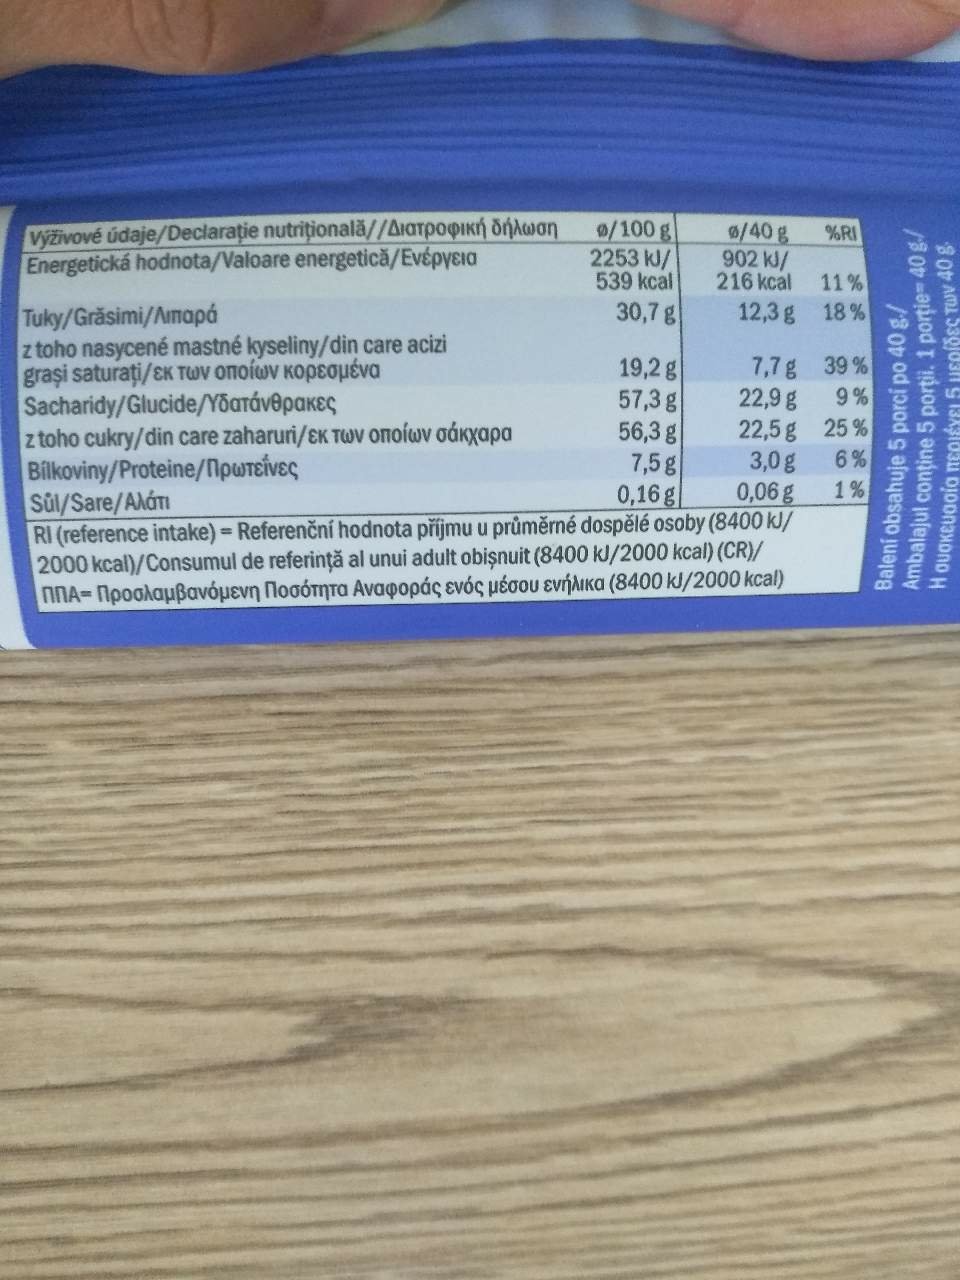 Výživové údaje/Declarație nutrițională//Διατροφική δήλωση ø/100 g ø/40 g %RI
Energetická hodnota/Valoare energetică/Ενέργεια 2253 kJ/ 902 kJ/
539 kcal 216 kcal 11 %
Tuky/Grăsimi/Λιπαρά 30,7 g 12,3 g 18 %
z toho nasycené mastné kyseliny/din care acizi
grași saturați/εκ των οποίων κορεσμένα 19,2 g 7,7 g 39 %
Sacharidy/Glucide/Υδατάνθρακες 57,3 g 22,9 g 9 %
z toho cukry/din care zaharuri/εκ των οποίων σάκχαρα 56,3 g 22,5 g 25 %
Bílkoviny/Proteine/Πρωτεΐνες 7,5 g 3,0 g 6 %
Sůl/Sare/Αλάτι 0,16 g 0,06 g 1 %
RI (reference intake) = Referenční hodnota příjmu u průměrné dospělé osoby (8400 kJ/
2000 kcal)/Consumul de referință al unui adult obișnuit (8400 kJ/2000 kcal) (CR)/
ΠΠΑ= Προσλαμβανόμενη Ποσότητα Αναφοράς ενός μέσου ενήλικα (8400 kJ/2000 kcal)
Balení obsahuje 5 porcí po 40 g/
Ambalajul conține 5 porții. 1 porție= 40 g/
Η συσκευασία περιέχει 5 μερίδες των 40 g.